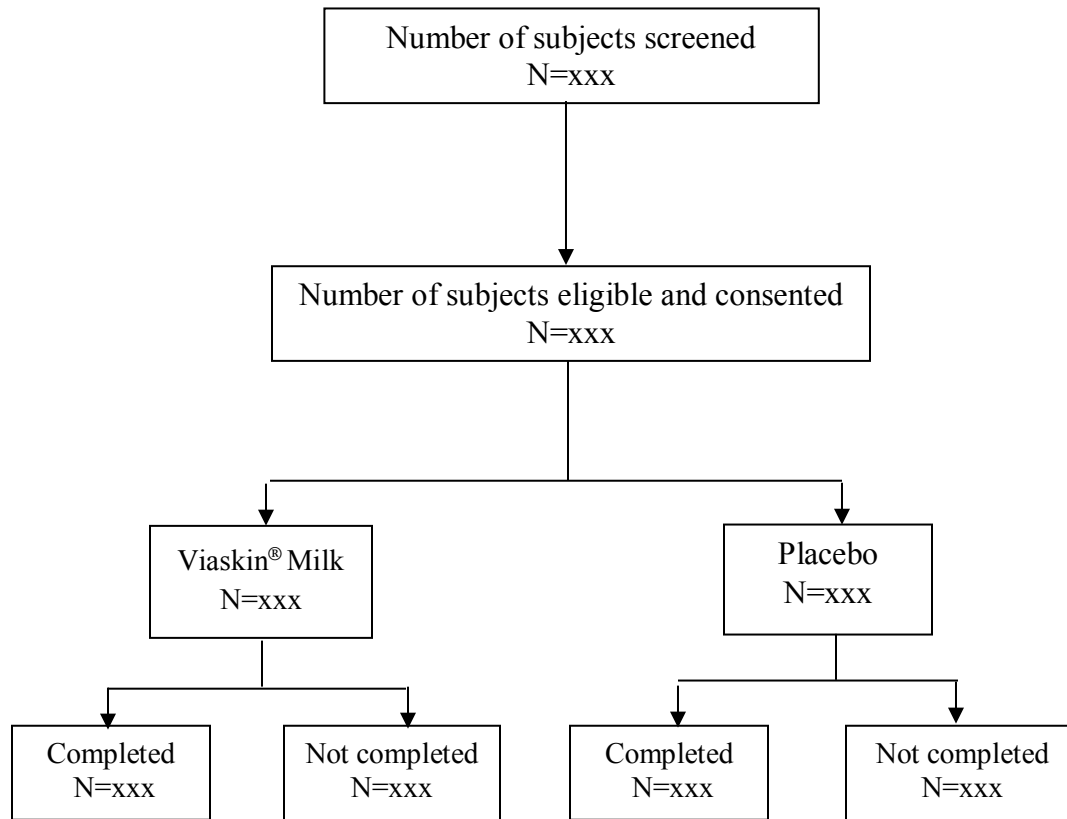 Number of subjects screened
N=xxx
Number of subjects eligible and consented
N=xxx
Viaskin® Milk
N=xxx
Placebo
N=xxx
Completed
N=xxx
Not completed
N=xxx
Completed
N=xxx
Not completed
N=xxx